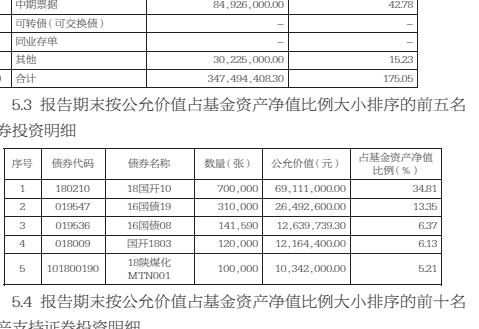 中期票据 84,926,000.00 42.78
可转债（可交换债） – –
同业存单 – –
其他 30,225,000.00 15.23
合计 347,494,408.30 175.05
5.3 报告期末按公允价值占基金资产净值比例大小排序的前五名
券投资明细
序号 债券代码 债券名称 数量（张） 公允价值（元） 占基金资产净值
比例（%）
1 180210 18国开10 700,000 69,111,000.00 34.81
2 019547 16国债19 310,000 26,492,600.00 13.35
3 019536 16国债08 141,590 12,639,739.30 6.37
4 018009 国开1803 120,000 12,164,400.00 6.13
5 101800190 18陕煤化
MTN001 100,000 10,342,000.00 5.21
5.4 报告期末按公允价值占基金资产净值比例大小排序的前十名
产支持证券投资明细